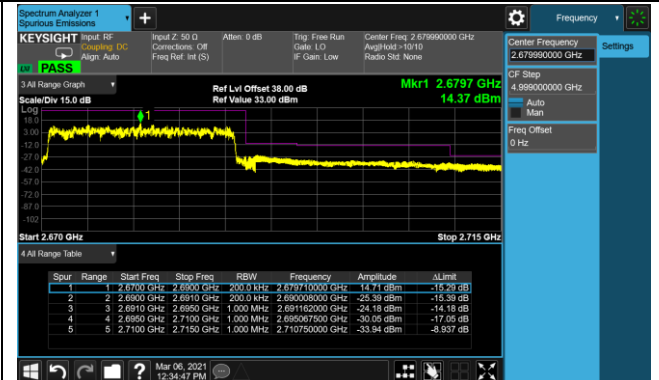 Spectrum Analyzer 1
Spurious Emissions
+
Frequency
KEYSIGHT
Input: RF
Coupling: DC
Align: Auto
Input Z: 50 Ω
Corrections: Off
Freq Ref: Int (S)
Atten: 0 dB
Trig: Free Run
Gate: LO
IF Gain: Low
Center Freq: 2.679990000 GHz
Avg|Hold:>10/10
Radio Std: None
PASS
Center Frequency
2.679990000 GHz
Settings
CF Step
4.999000000 GHz
Auto
Man
Freq Offset
0 Hz
3 All Range Graph
Ref Lvl Offset 38.00 dB
Mkr1 2.6797 GHz
Scale/Div 15.0 dB
Ref Value 33.00 dBm
14.37 dBm
Log
1
18.0
3.00
-12.0
-27.0
-42.0
-57.0
-72.0
-87.0
-102
Start 2.670 GHz
Stop 2.715 GHz
4 All Range Table
Spur Range Start Freq Stop Freq RBW Frequency Amplitude ΔLimit
1 1 2.6700 GHz 2.6900 GHz 200.0 kHz 2.679710000 GHz 14.71 dBm -15.29 dB
2 2 2.6900 GHz 2.6910 GHz 200.0 kHz 2.690008000 GHz -25.39 dBm -15.39 dB
3 3 2.6910 GHz 2.6950 GHz 1.000 MHz 2.691162000 GHz -24.18 dBm -14.18 dB
4 4 2.6950 GHz 2.7100 GHz 1.000 MHz 2.695067500 GHz -30.05 dBm -17.05 dB
5 5 2.7100 GHz 2.7150 GHz 1.000 MHz 2.710750000 GHz -33.94 dBm -8.937 dB
?
Mar 06, 2021
12:34:47 PM